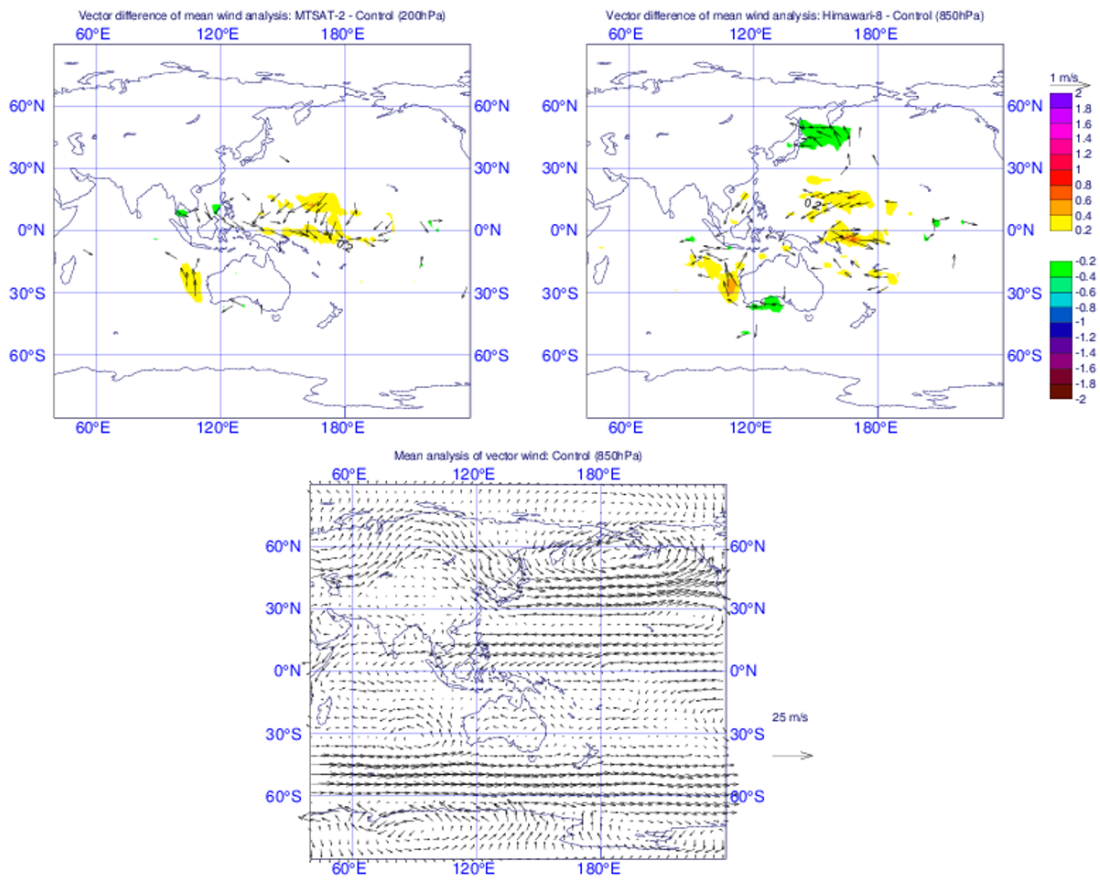 Vector difference of mean wind analysis: MTSAT-2 - Control (200hPa)
60°E 120°E 180°E
60°N 60°N
30°N 30°N
0°N 0°N
30°S 30°S
60°S 60°S
60°E 120°E 180°E
Vector difference of mean wind analysis: Himawari-8 - Control (850hPa)
60°E 120°E 180°E
60°N 60°N
30°N 30°N
0.2
0°N 0°N
30°S 30°S
60°S 60°S
60°E 120°E 180°E
1 m/s
2
1.8
1.6
1.4
1.2
1
0.8
0.6
0.4
0.2
-0.2
-0.4
-0.6
-0.8
-1
-1.2
-1.4
-1.6
-1.8
-2
Mean analysis of vector wind: Control (850hPa)
60°E 120°E 180°E
60°N 60°N
30°N 30°N
0°N 0°N
30°S 30°S
60°S 60°S
60°E 120°E 180°E
25 m/s